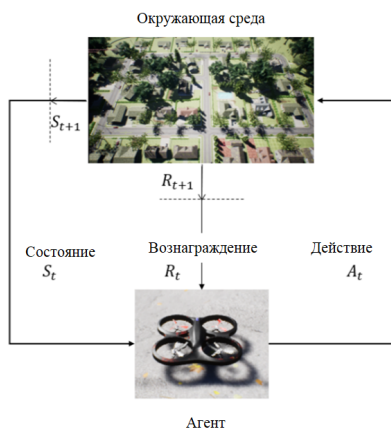 Окружающая среда
S_{t+1}
R_{t+1}
Состояние
S_t
Вознаграждение
R_t
Действие
A_t
Агент